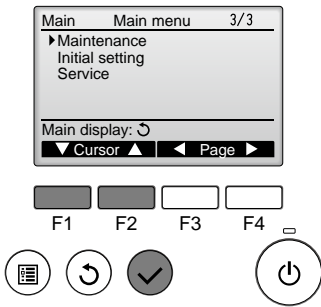 Main Main menu 3/3
Maintenance
Initial setting
Service
Main display:
Cursor Page
F1 F2 F3 F4